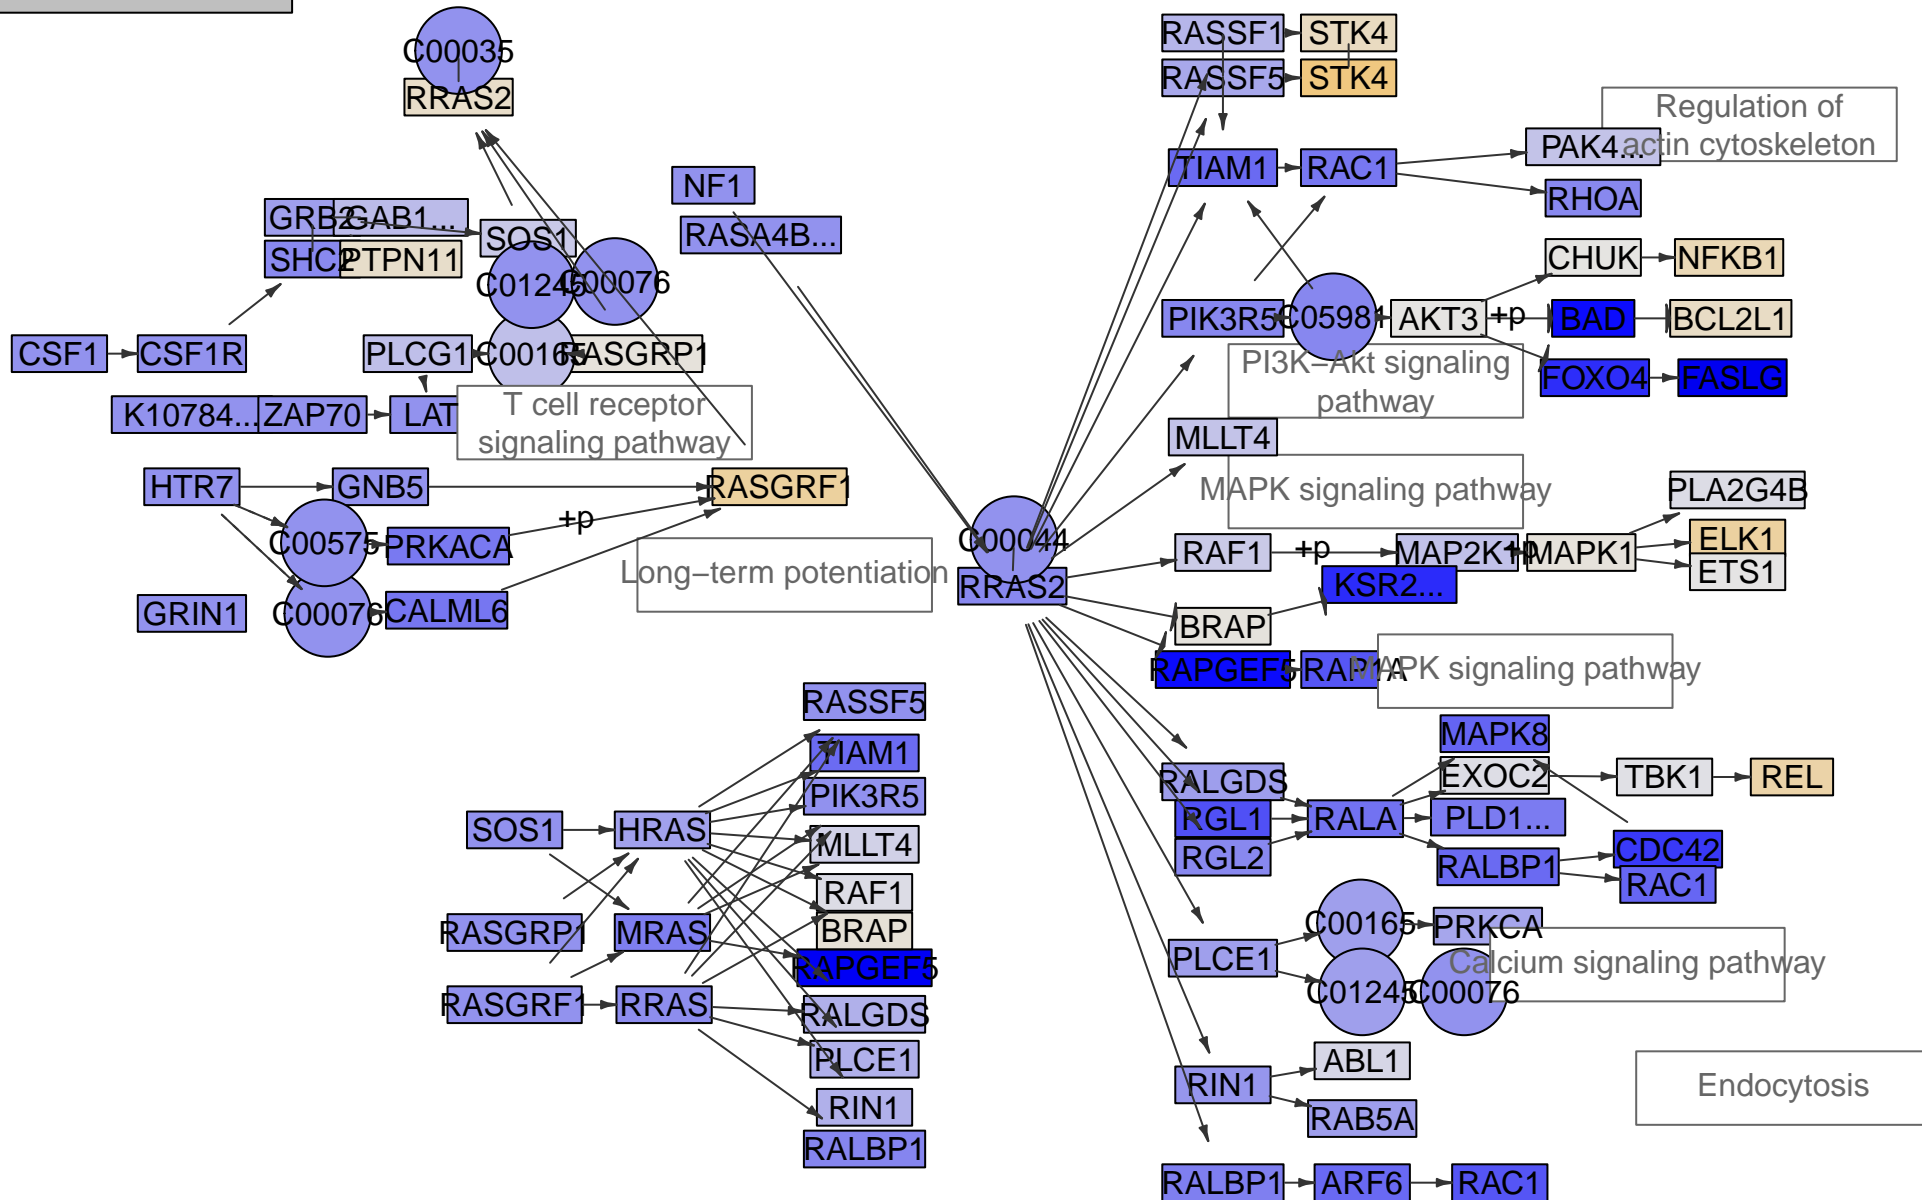 C00035
RRAS2
NF1
RASA4B...
GRB2
GAB1...
SOS1
SHC2
PTPN11
C01245
C00076
CSF1
CSF1R
PLCG1
C00165
RASGRP1
K10784...
ZAP70
LAT
T cell receptor
signaling pathway
HTR7
GNB5
RASGRF1
C00575
PRKACA
+p
Long−term potentiation
GRIN1
C00076
CALML6
RASSF5
TIAM1
PIK3R5
SOS1
HRAS
MLLT4
RAF1
RASGRP1
MRAS
BRAP
RAPGEF5
RASGRF1
RRAS
RALGDS
PLCE1
RIN1
RALBP1
C00044
RRAS2
RASSF1
STK4
RASSF5
STK4
Regulation of
actin cytoskeleton
TIAM1
RAC1
PAK4...
RHOA
CHUK
NFKB1
PIK3R5
C05981
AKT3
+p
BAD
BCL2L1
PI3K−Akt signaling
pathway
FOXO4
FASLG
MLLT4
MAPK signaling pathway
PLA2G4B
RAF1
+p
MAP2K1
+p
MAPK1
ELK1
ETS1
KSR2...
BRAP
RAPGEF5
RAP1A
MAPK signaling pathway
MAPK8
RALGDS
EXOC2
TBK1
REL
RGL1
RALA
PLD1...
RGL2
RALBP1
CDC42
RAC1
C00165
PRKCA
PLCE1
Calcium signaling pathway
C01245
C00076
ABL1
RIN1
RAB5A
Endocytosis
RALBP1
ARF6
RAC1